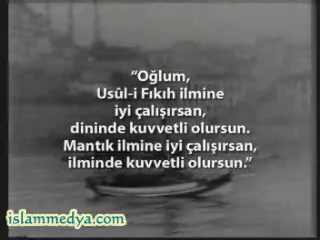 "Oğlum,
Usûl-i Fıkıh ilmine
iyi çalışırsan,
dininde kuvvetli olursun.
Mantık ilmine iyi çalışırsan,
ilminde kuvvetli olursun."
islammedya.com